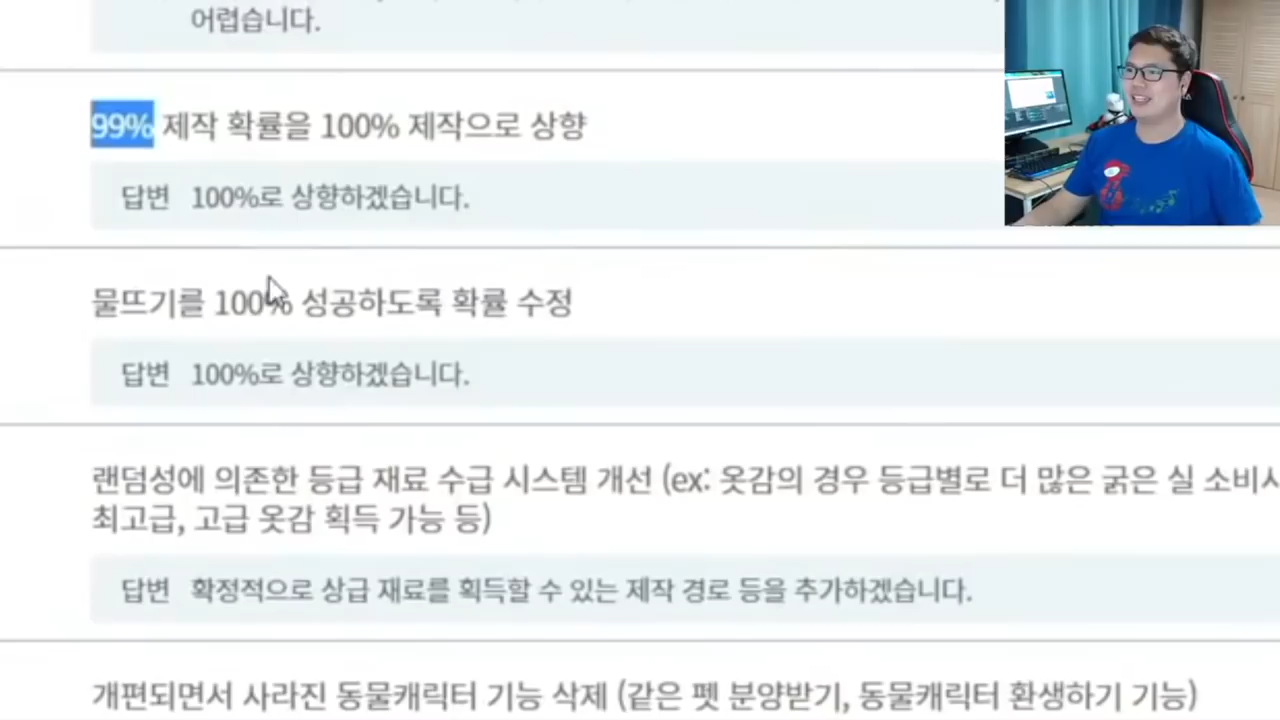 어렵습니다.
99% 제작 확률을 100% 제작으로 상향
답변 100%로 상향하겠습니다.
물뜨기를 100% 성공하도록 확률 수정
답변 100%로 상향하겠습니다.
랜덤성에 의존한 등급 재료 수급 시스템 개선 (ex: 옷감의 경우 등급별로 더 많은 굵은 실 소비시
최고급, 고급 옷감 획득 가능 등)
답변 확정적으로 상급 재료를 획득할 수 있는 제작 경로 등을 추가하겠습니다.
개편되면서 사라진 동물캐릭터 기능 삭제 (같은 펫 분양받기, 동물캐릭터 환생하기 기능)